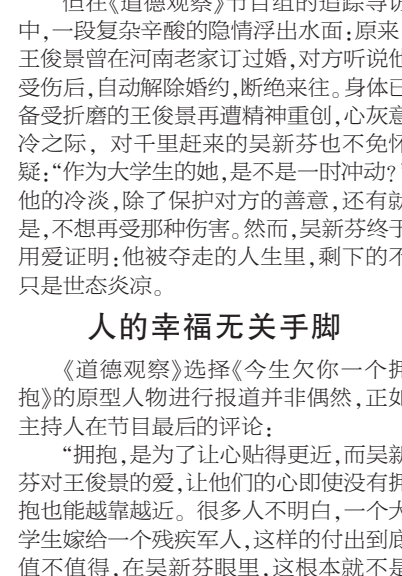 但在《道德观察》节目组的追踪寻访
中,一段复杂辛酸的隐情浮出水面:原来
王俊景曾在河南老家订过婚,对方听说他
受伤后,自动解除婚约,断绝来往。身体已
备受折磨的王俊景再遭精神重创,心灰意
冷之际，对千里赶来的吴新芬也不免怀
疑:“作为大学生的她,是不是一时冲动?”
他的冷淡,除了保护对方的善意,还有就
是,不想再受那种伤害。然而,吴新芬终于
用爱证明:他被夺走的人生里,剩下的不
只是世态炎凉。
人的幸福无关手脚
《道德观察》选择《今生欠你一个拥
抱》的原型人物进行报道并非偶然,正如
主持人在节目最后的评论:
“拥抱,是为了让心贴得更近,而吴新
芬对王俊景的爱,让他们的心即使没有拥
抱也能越靠越近。很多人不明白,一个大
学生嫁给一个残疾军人,这样的付出到底
值不值得,在吴新芬眼里,这根本就不是